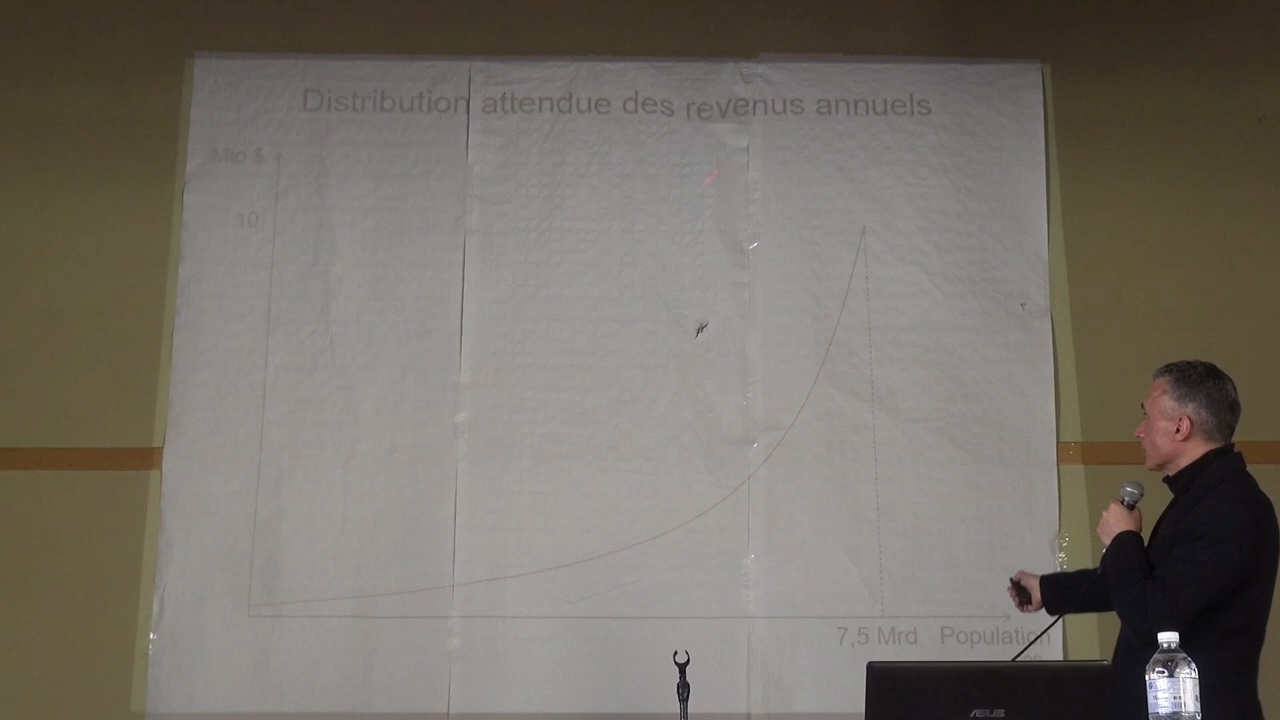 Distribution attendue des revenus annuels
Mio $
10
7,5 Mrd Population
ASUS